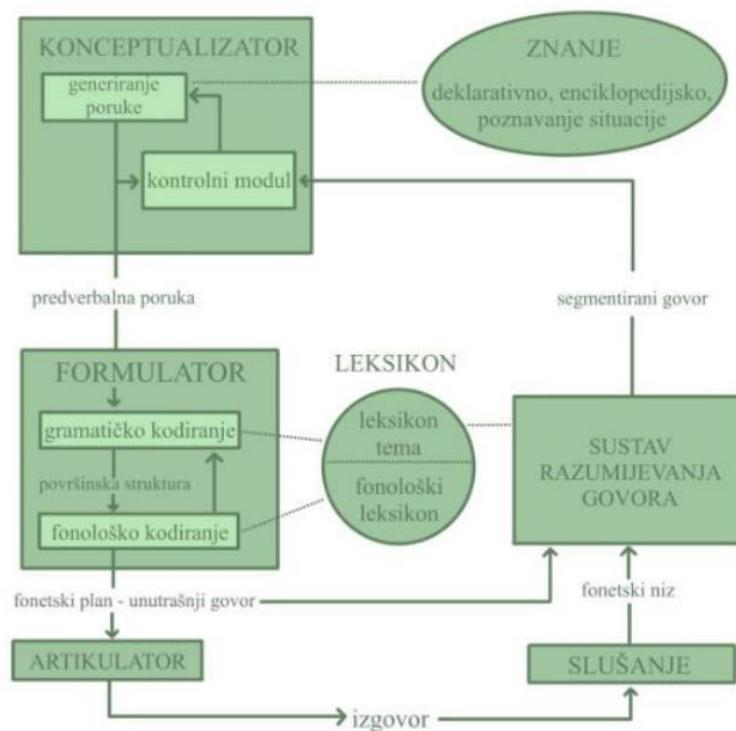 KONCEPTUALIZATOR
generiranje
poruke
kontrolni modul
ZNANJE
deklarativno, enciklopedijsko,
poznavanje situacije
predverbalna poruka
segmentirani govor
FORMULATOR
gramatičko kodiranje
površinska struktura
fonološko kodiranje
LEKSIKON
leksikon
tema
fonološki
leksikon
SUSTAV
RAZUMIJEVANJA
GOVORA
fonetski plan - unutrašnji govor
fonetski niz
ARTIKULATOR
SLUŠANJE
izgovor